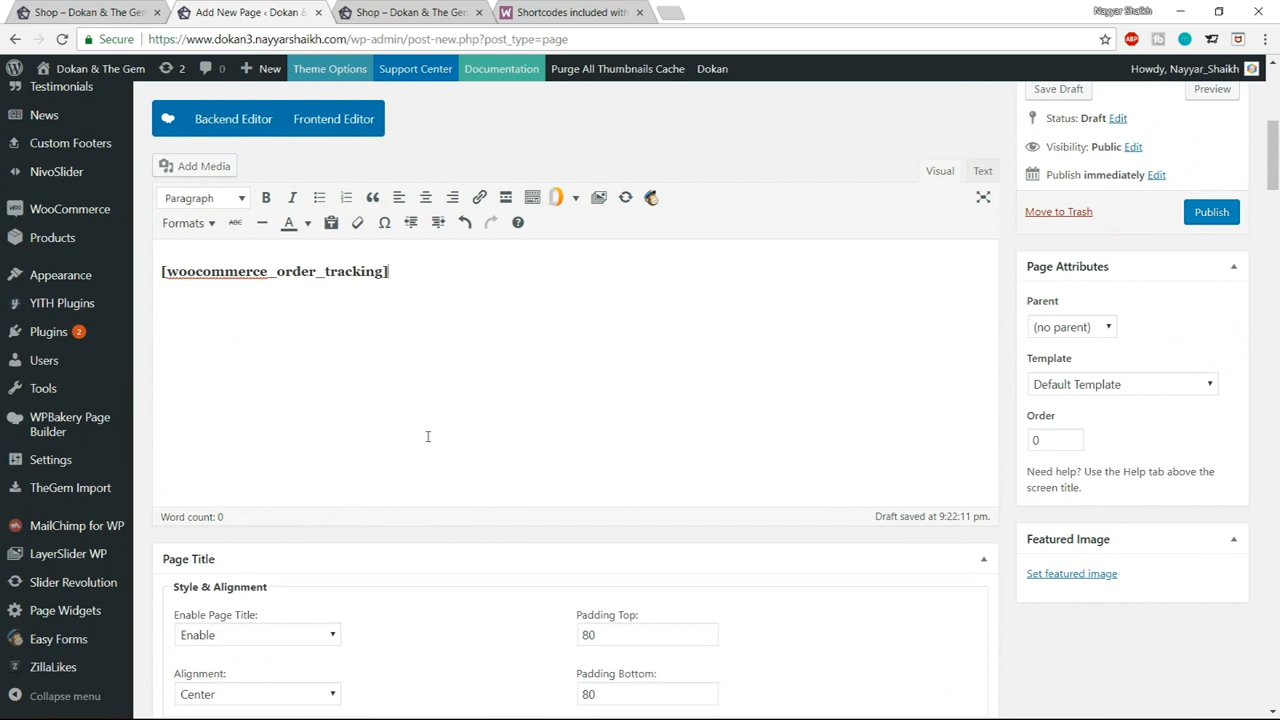 Shop – Dokan & The Gem
Add New Page ‹ Dokan &
Shop – Dokan & The Gem
Shortcodes included with
Nayyar Shaikh
Secure
https://www.dokan3.nayyarshaikh.com/wp-admin/post-new.php?post_type=page
ABP
Dokan & The Gem
2
0
New
Theme Options
Support Center
Documentation
Purge All Thumbnails Cache
Dokan
Howdy, Nayyar_Shaikh
Testimonials
News
Custom Footers
NivoSlider
WooCommerce
Products
Appearance
YITH Plugins
Plugins 2
Users
Tools
WPBakery Page
Builder
Settings
TheGem Import
MailChimp for WP
LayerSlider WP
Slider Revolution
Page Widgets
Easy Forms
ZillaLikes
Collapse menu
Backend Editor
Frontend Editor
Add Media
Visual
Text
Paragraph
Formats
ABC
[woocommerce_order_tracking]
Word count: 0
Draft saved at 9:22:11 pm.
Page Title
Style & Alignment
Enable Page Title:
Enable
Padding Top:
80
Alignment:
Center
Padding Bottom:
80
Save Draft
Preview
Status: Draft Edit
Visibility: Public Edit
Publish immediately Edit
Move to Trash
Publish
Page Attributes
Parent
(no parent)
Template
Default Template
Order
0
Need help? Use the Help tab above the
screen title.
Featured Image
Set featured image